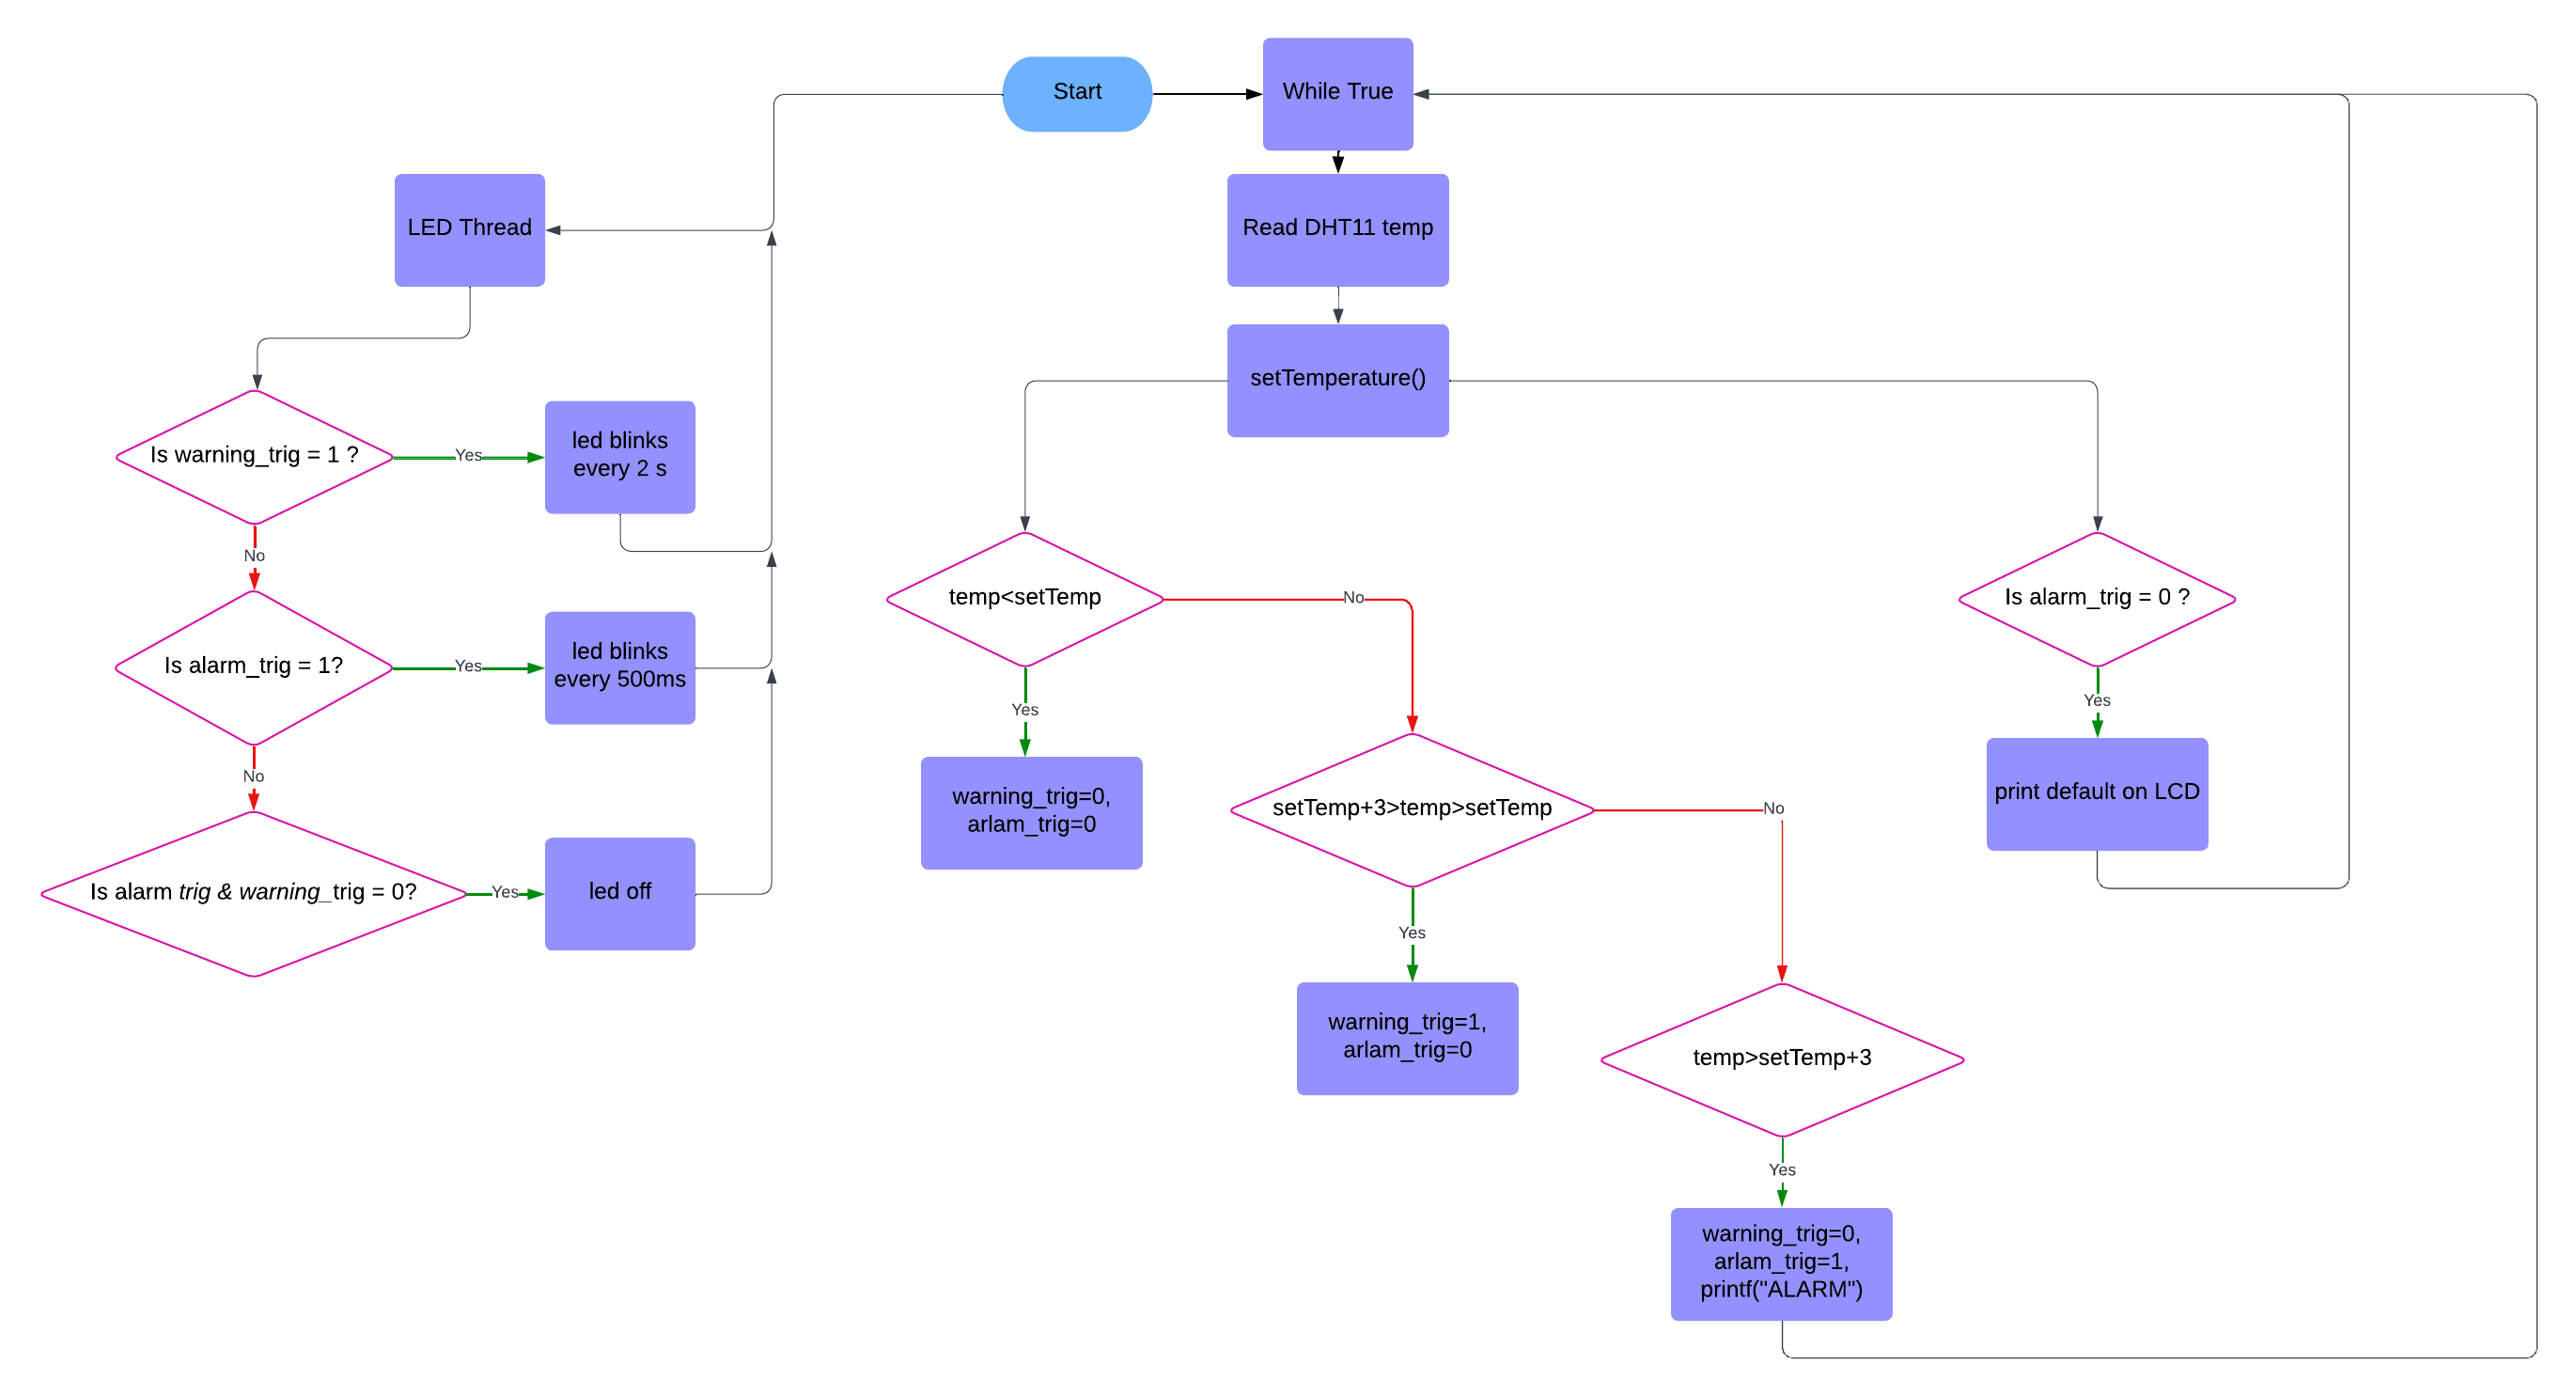 Start
While True
LED Thread
Read DHT11 temp
setTemperature()
Is warning_trig = 1 ?
Yes
led blinks
every 2 s
No
Is alarm_trig = 1?
Yes
led blinks
every 500ms
No
Is alarm trig & warning_trig = 0?
Yes
led off
temp<setTemp
No
Yes
warning_trig=0,
arlam_trig=0
setTemp+3>temp>setTemp
No
Yes
warning_trig=1,
arlam_trig=0
temp>setTemp+3
Yes
warning_trig=0,
arlam_trig=1,
printf("ALARM")
Is alarm_trig = 0 ?
Yes
print default on LCD